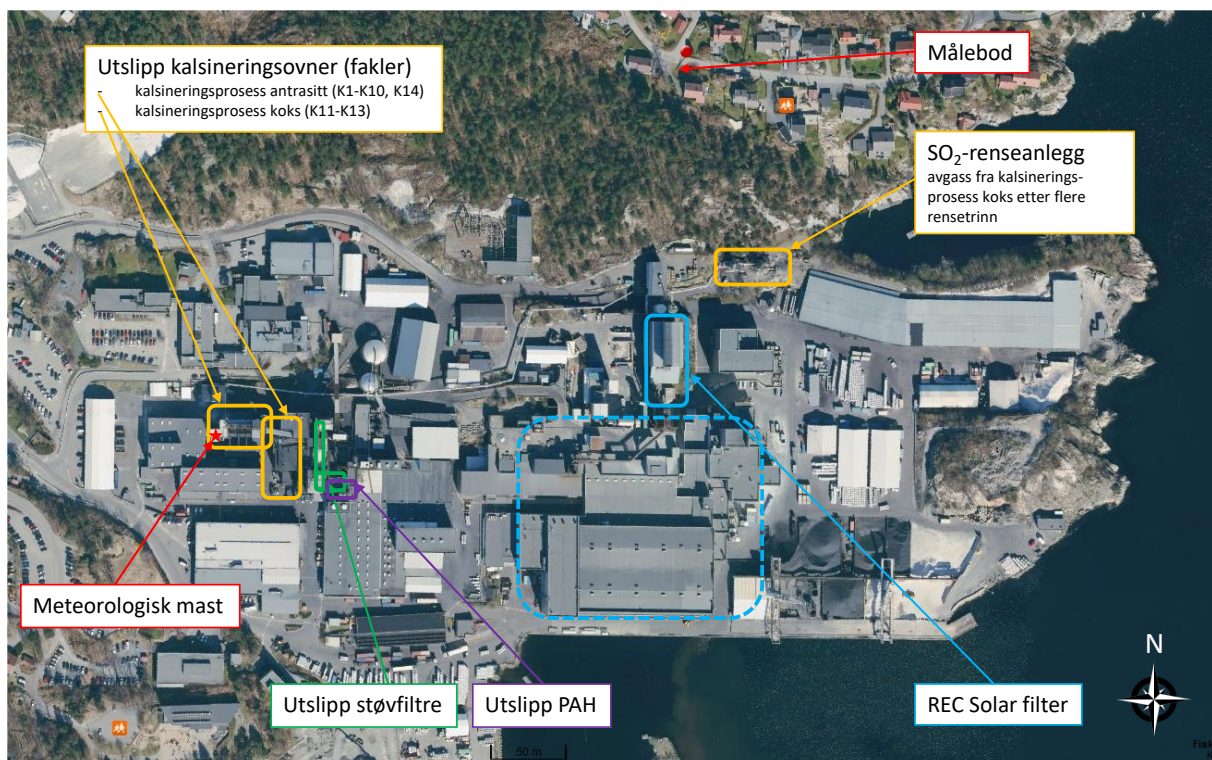 Utslipp kalsineringsovner (fakler)
- kalsineringsprosess antrasitt (K1-K10, K14)
- kalsineringsprosess koks (K11-K13)
Målebod
SO₂-renseanlegg
avgass fra kalsinerings-
prosess koks etter flere
rensetrinn
Meteorologisk mast
Utslipp støvfiltre
Utslipp PAH
REC Solar filter
N
50 m